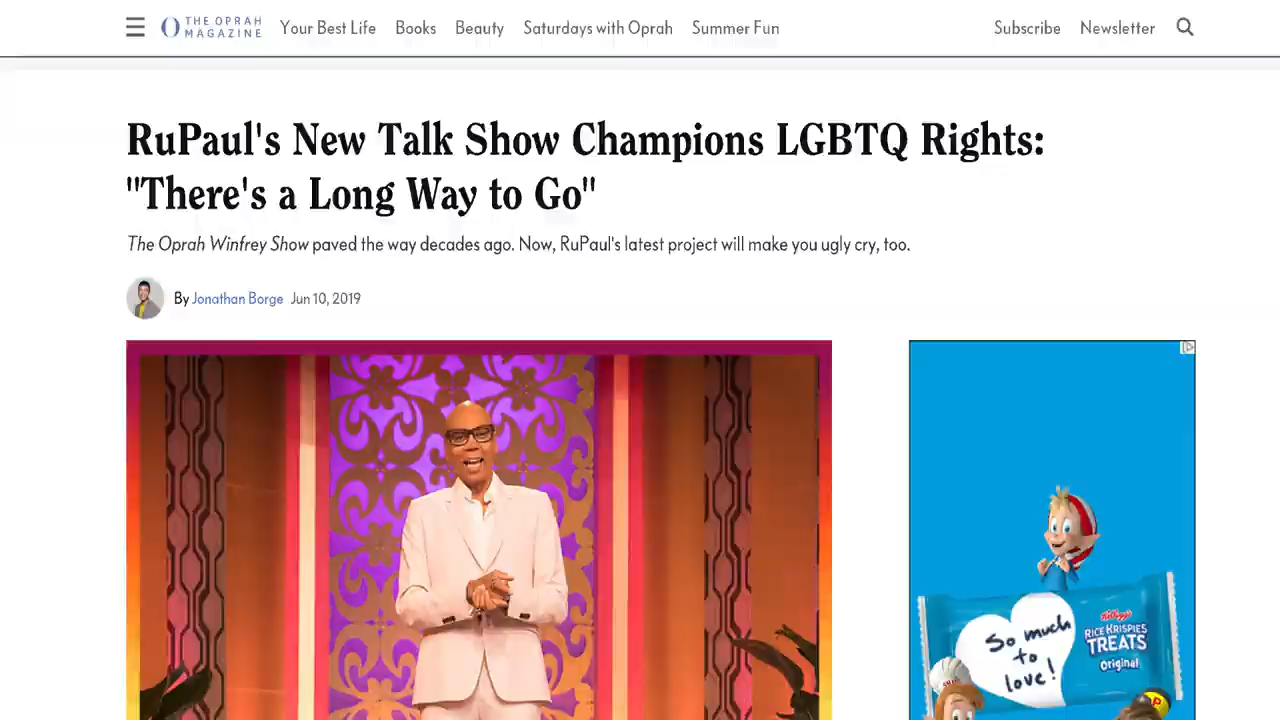 THE OPRAH
MAGAZINE
Your Best Life Books Beauty Saturdays with Oprah Summer Fun Subscribe Newsletter
RuPaul's New Talk Show Champions LGBTQ Rights:
"There's a Long Way to Go"
The Oprah Winfrey Show paved the way decades ago. Now, RuPaul's latest project will make you ugly cry, too.
By Jonathan Borge Jun 10, 2019
So much
to
love!
Kellogg's
RICE KRISPIES
TREATS
Original